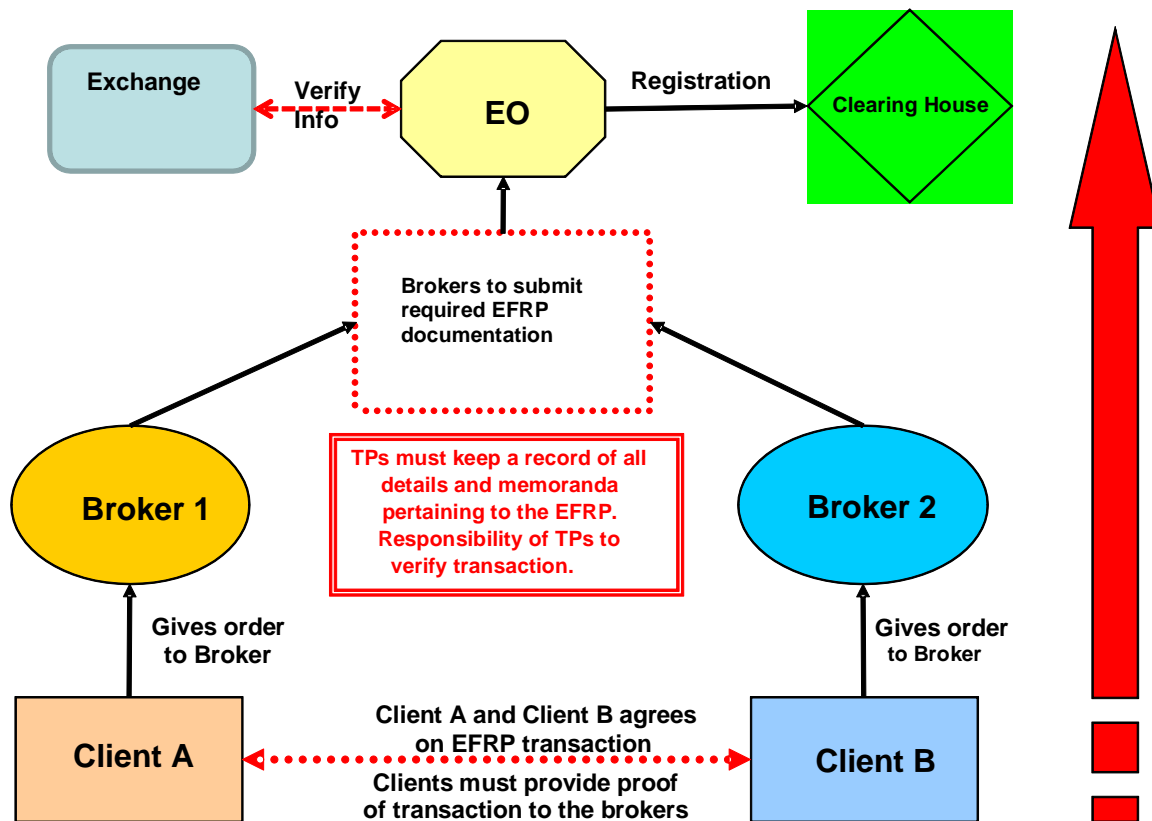 Exchange
Verify
Info
EO
Registration
Clearing House
Brokers to submit
required EFRP
documentation
TPs must keep a record of all
details and memoranda
pertaining to the EFRP.
Responsibility of TPs to
verify transaction.
Broker 1
Broker 2
Gives order
to Broker
Gives order
to Broker
Client A
Client A and Client B agrees
on EFRP transaction
Clients must provide proof
of transaction to the brokers
Client B